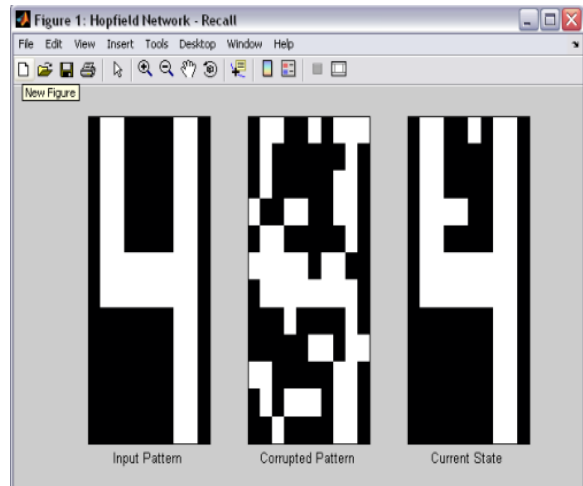 Figure 1: Hopfield Network - Recall
File Edit View Insert Tools Desktop Window Help
New Figure
Input Pattern
Corrupted Pattern
Current State